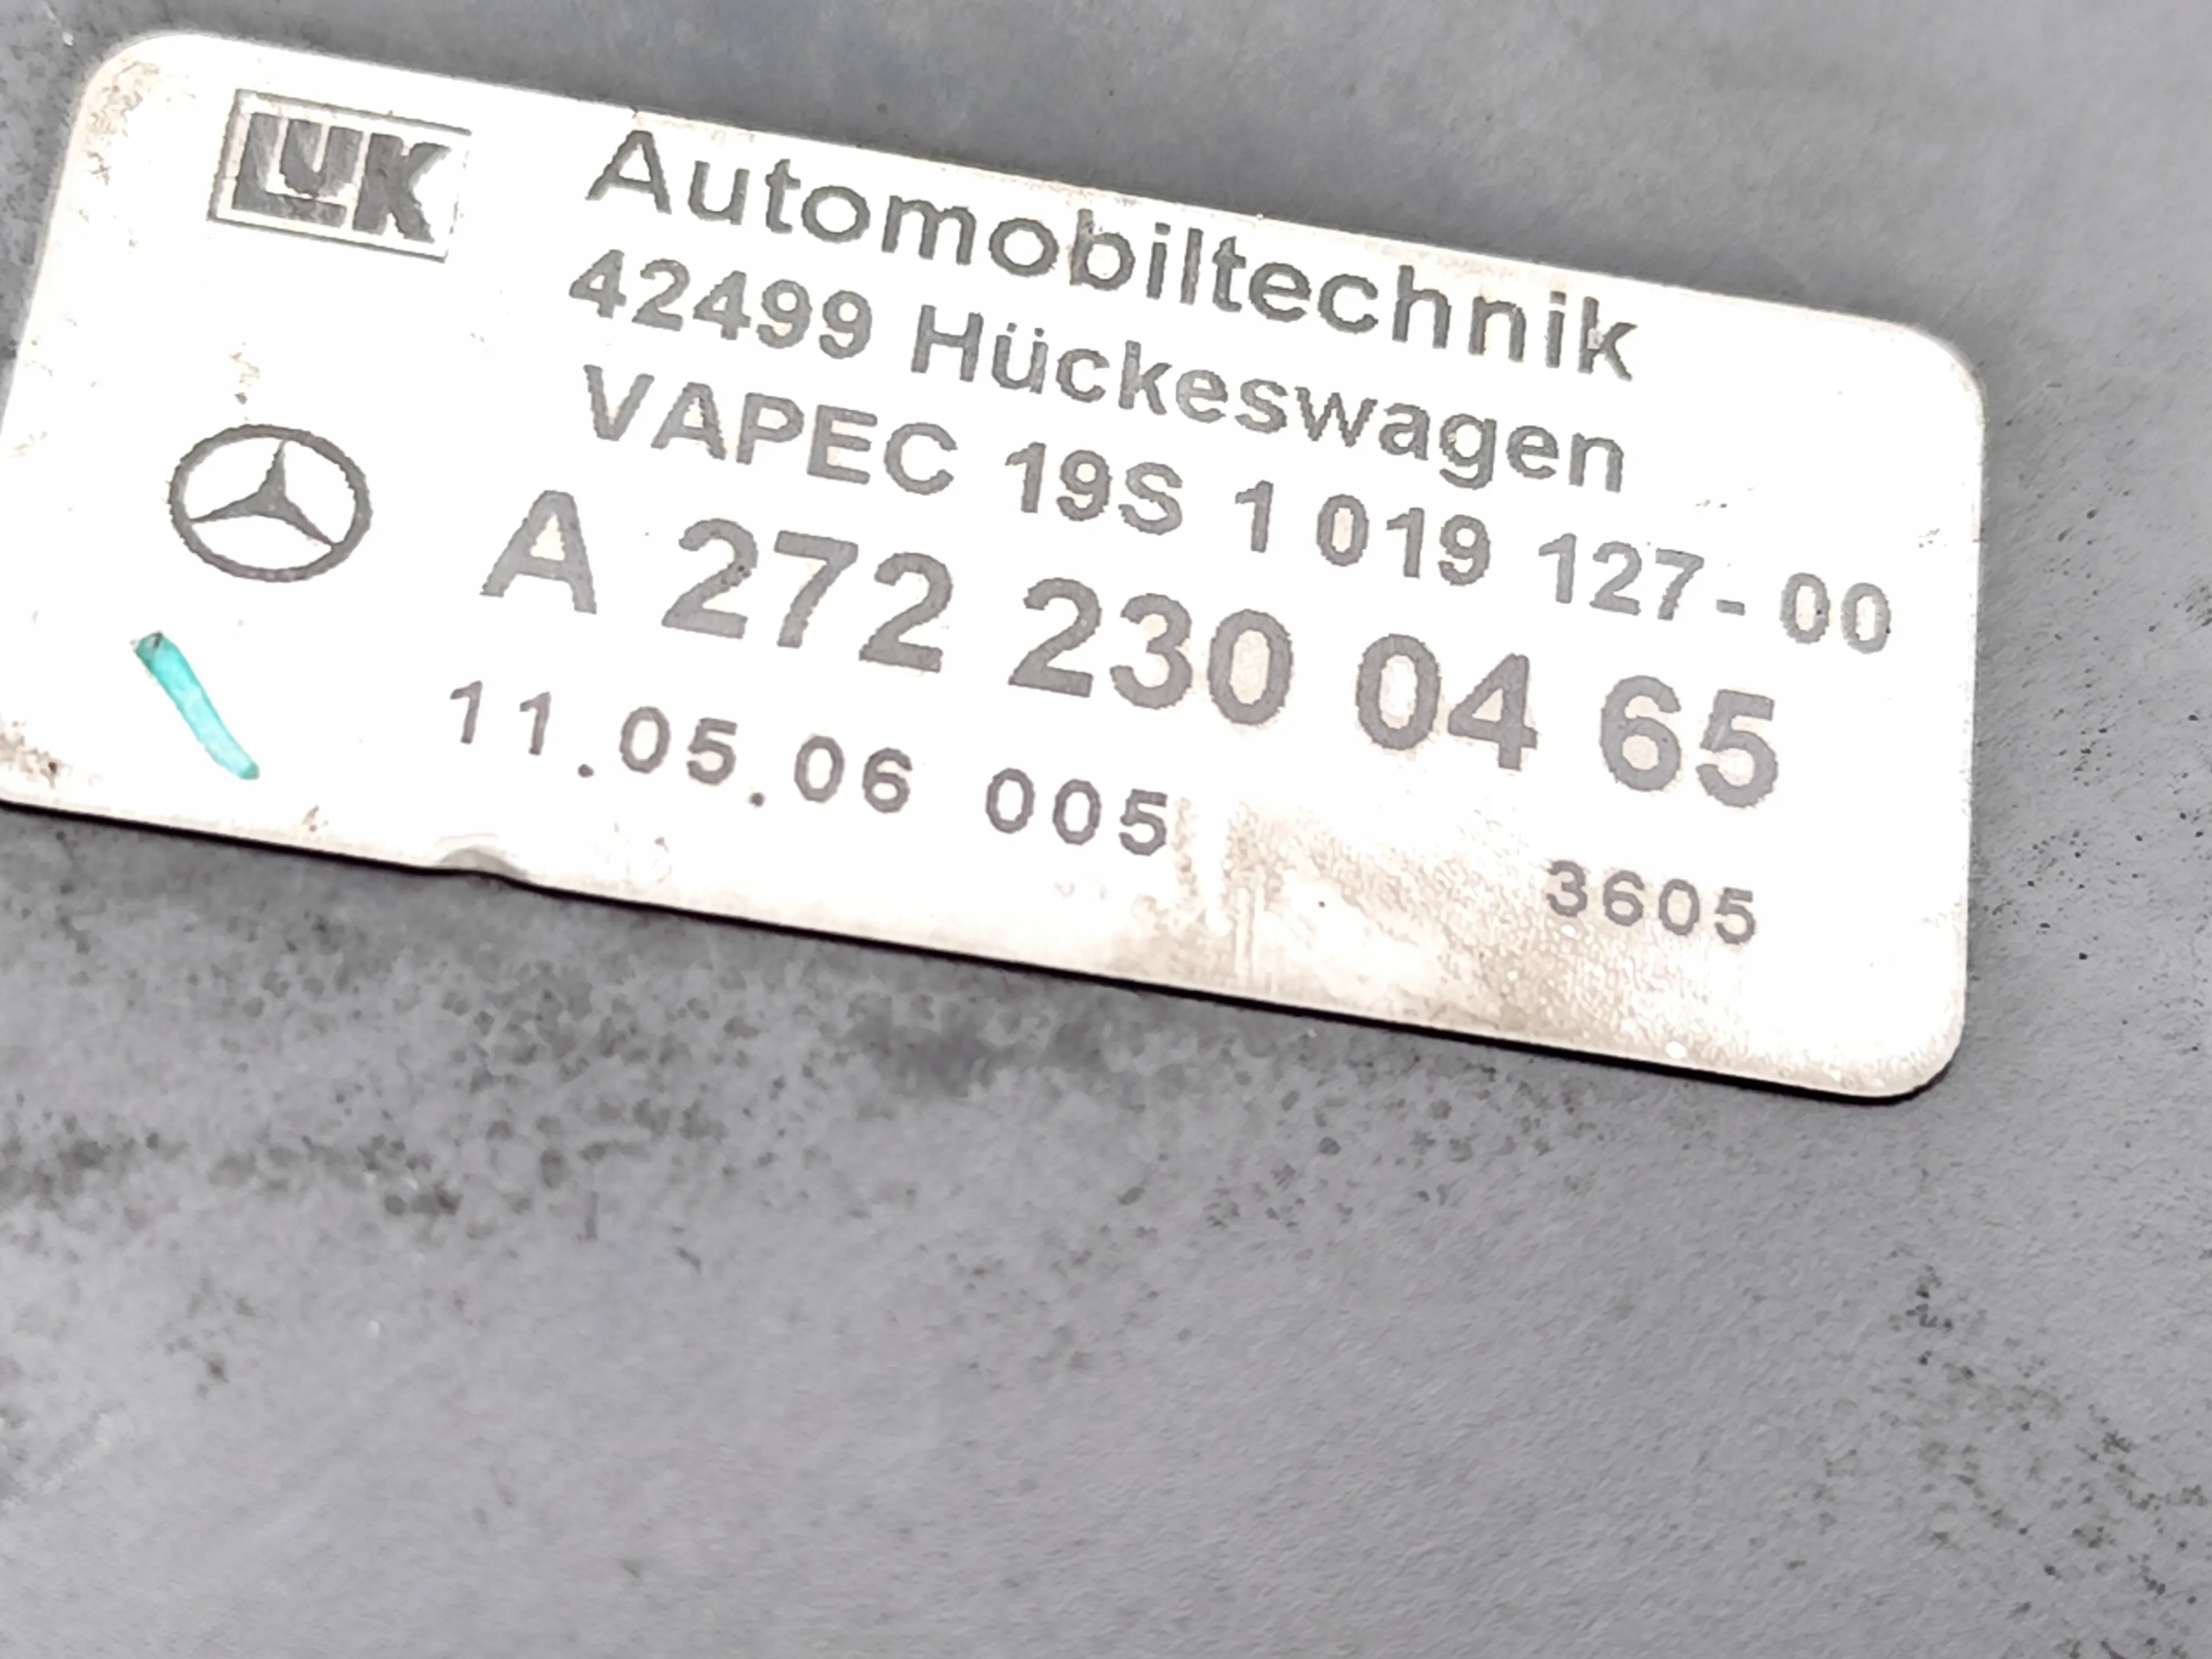 LUK Automobiltechnik
42499 Hückeswagen
VAPEC 19S 1 019 127-00
A 272 230 04 65
11.05.06 005
3605